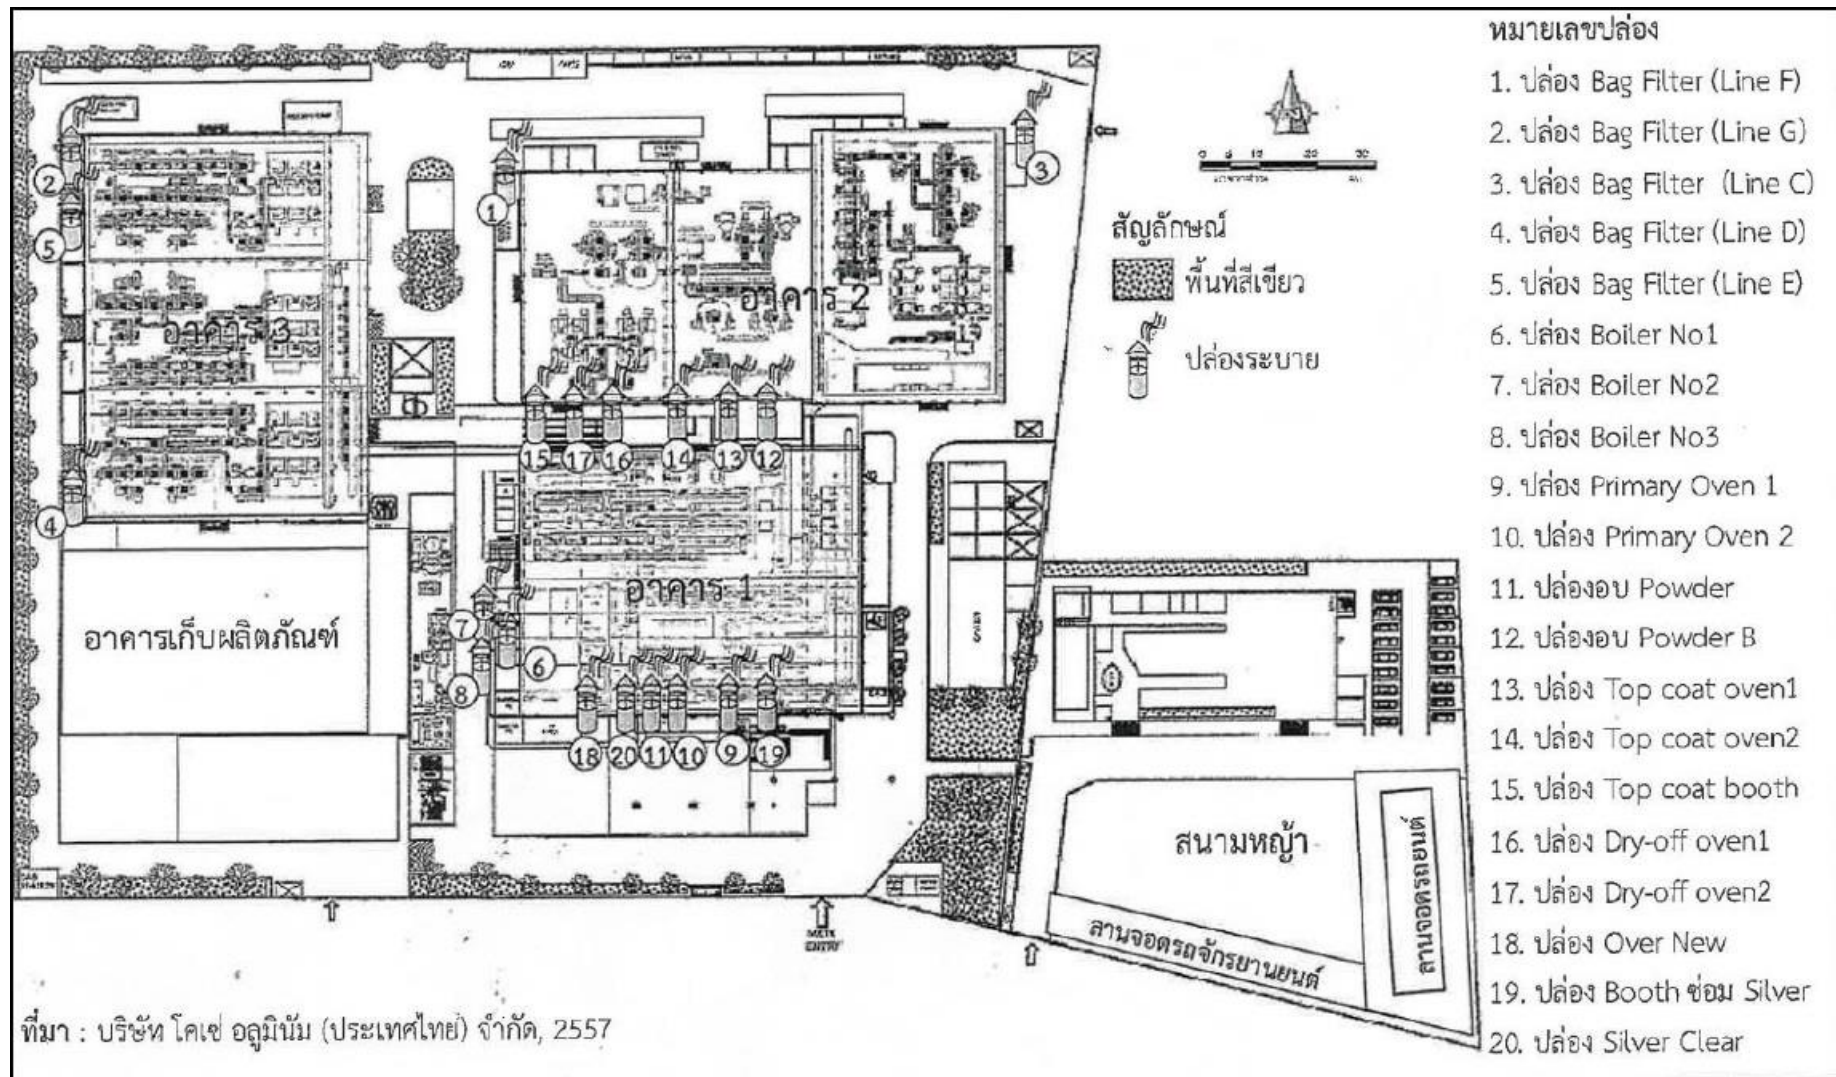 หมายเลขปล่อง
1. ปล่อง Bag Filter (Line F)
2. ปล่อง Bag Filter (Line G)
3. ปล่อง Bag Filter (Line C)
4. ปล่อง Bag Filter (Line D)
5. ปล่อง Bag Filter (Line E)
6. ปล่อง Boiler No1
7. ปล่อง Boiler No2
8. ปล่อง Boiler No3
9. ปล่อง Primary Oven 1
10. ปล่อง Primary Oven 2
11. ปล่องอบ Powder
12. ปล่องอบ Powder B
13. ปล่อง Top coat oven1
14. ปล่อง Top coat oven2
15. ปล่อง Top coat booth
16. ปล่อง Dry-off oven1
17. ปล่อง Dry-off oven2
18. ปล่อง Over New
19. ปล่อง Booth ซ่อม Silver
20. ปล่อง Silver Clear
0 5 10 20 30
สัญลักษณ์
พื้นที่สีเขียว
ปล่องระบาย
2
1
3
5
อาคาร 3
อาคาร 2
4
15 17 16 14 13 12
อาคาร 1
อาคารเก็บผลิตภัณฑ์
7
6
8
18 20 11 10 9 19
สนามหญ้า
ลานจอดรถยนต์
ลานจอดรถจักรยานยนต์
ENTRY
ที่มา : บริษัท โคเซ่ อลูมินัม (ประเทศไทย) จำกัด, 2557